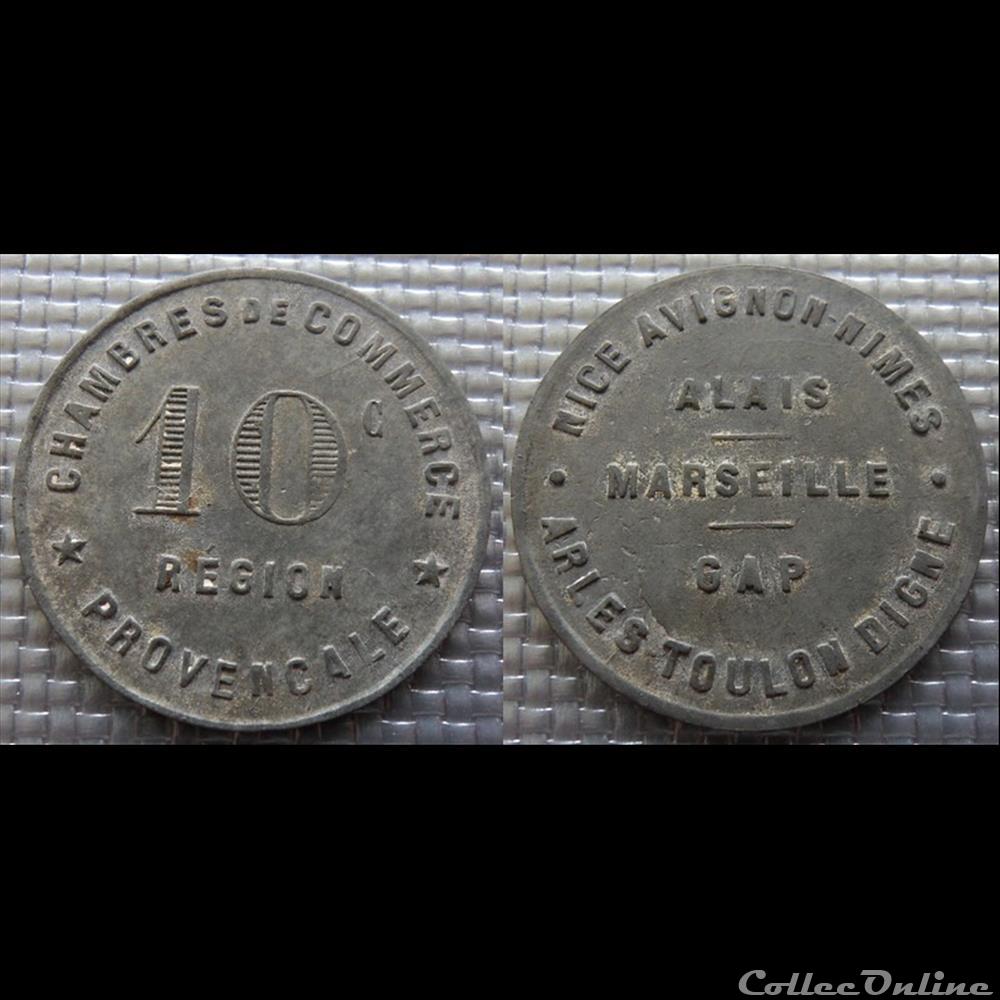 CHAMBRES DE COMMERCE
10 C
RÉGION
PROVENCALE
NICE AVIGNON-NIMES
ALAIS
MARSEILLE
GAP
ARLES-TOULON DIGNE
CollecOnline